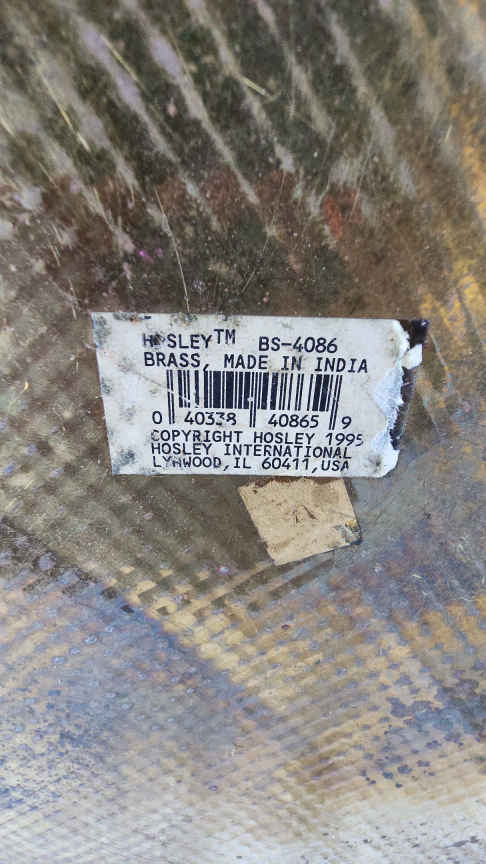 HOSLEY™ BS-4086
BRASS, MADE IN INDIA
0 40338 40865 9
COPYRIGHT HOSLEY 1995
HOSLEY INTERNATIONAL
LYNWOOD, IL 60411, USA